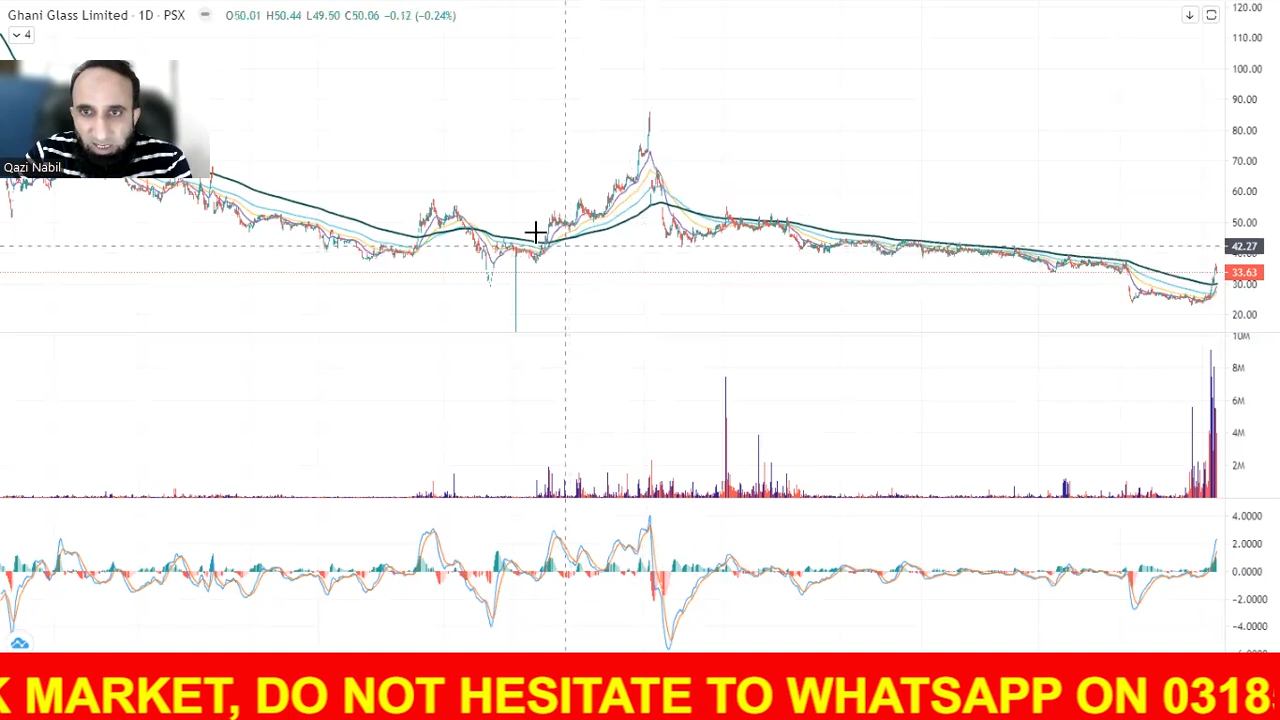 Ghani Glass Limited · 1D · PSX O50.01 H50.44 L49.50 C50.06 −0.12 (−0.24%)
4
Qazi Nabil
120.00
110.00
100.00
90.00
80.00
70.00
60.00
50.00
42.27
33.63
30.00
20.00
10M
8M
6M
4M
2M
4.0000
2.0000
0.0000
−2.0000
−4.0000
K MARKET, DO NOT HESITATE TO WHATSAPP ON 0318